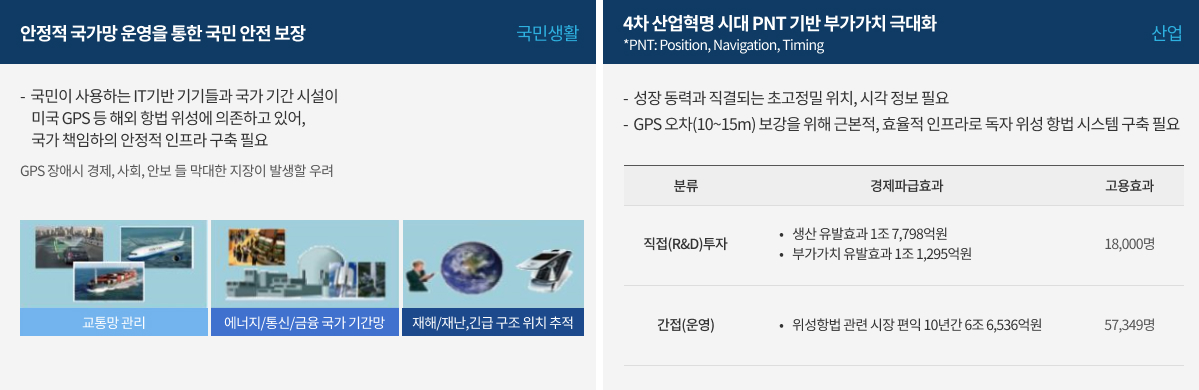 안정적 국가망 운영을 통한 국민 안전 보장
국민생활
- 국민이 사용하는 IT기반 기기들과 국가 기간 시설이
미국 GPS 등 해외 항법 위성에 의존하고 있어,
국가 책임하의 안정적 인프라 구축 필요
GPS 장애시 경제, 사회, 안보 들 막대한 지장이 발생할 우려
교통망 관리
에너지/통신/금융 국가 기간망
재해/재난,긴급 구조 위치 추적
4차 산업혁명 시대 PNT 기반 부가가치 극대화
*PNT: Position, Navigation, Timing
산업
- 성장 동력과 직결되는 초고정밀 위치, 시각 정보 필요
- GPS 오차(10~15m) 보강을 위해 근본적, 효율적 인프라로 독자 위성 항법 시스템 구축 필요
분류
경제파급효과
고용효과
직접(R&D)투자
• 생산 유발효과 1조 7,798억원
• 부가가치 유발효과 1조 1,295억원
18,000명
간접(운영)
• 위성항법 관련 시장 편익 10년간 6조 6,536억원
57,349명